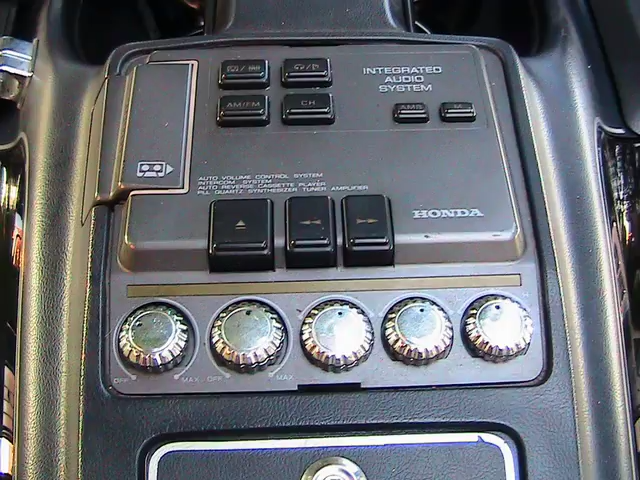 INTEGRATED
AUDIO
SYSTEM
AM/FM
CH
AMB
M
AUTO VOLUME CONTROL SYSTEM
INTERCOM SYSTEM
AUTO REVERSE CASSETTE PLAYER
PLL QUARTZ SYNTHESIZER TUNER AMPLIFIER
HONDA
OFF MAX OFF MAX